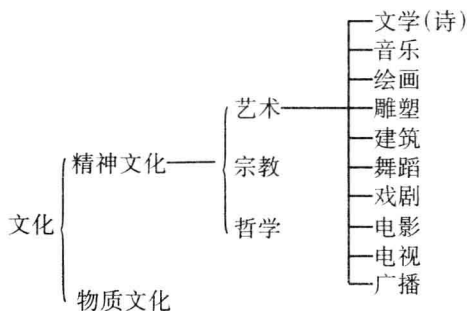 文学(诗)
音乐
绘画
艺术 雕塑
建筑
精神文化 宗教 舞蹈
戏剧
文化 哲学 电影
电视
物质文化 广播